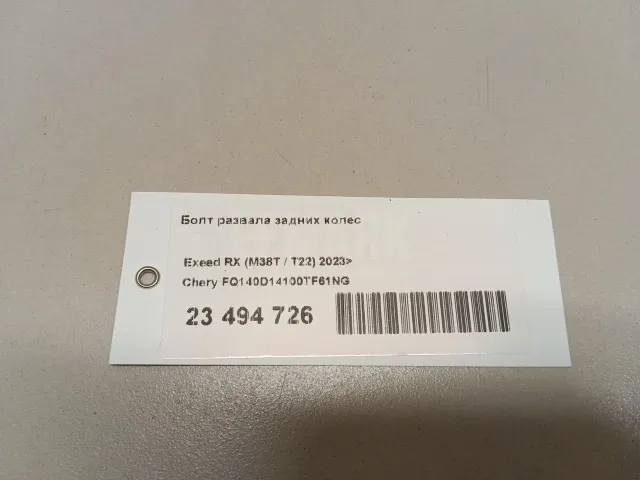 Болт развала задних колес
Exeed RX (M38T / T22) 2023>
Chery FQ140D14100TF61NG
23 494 726